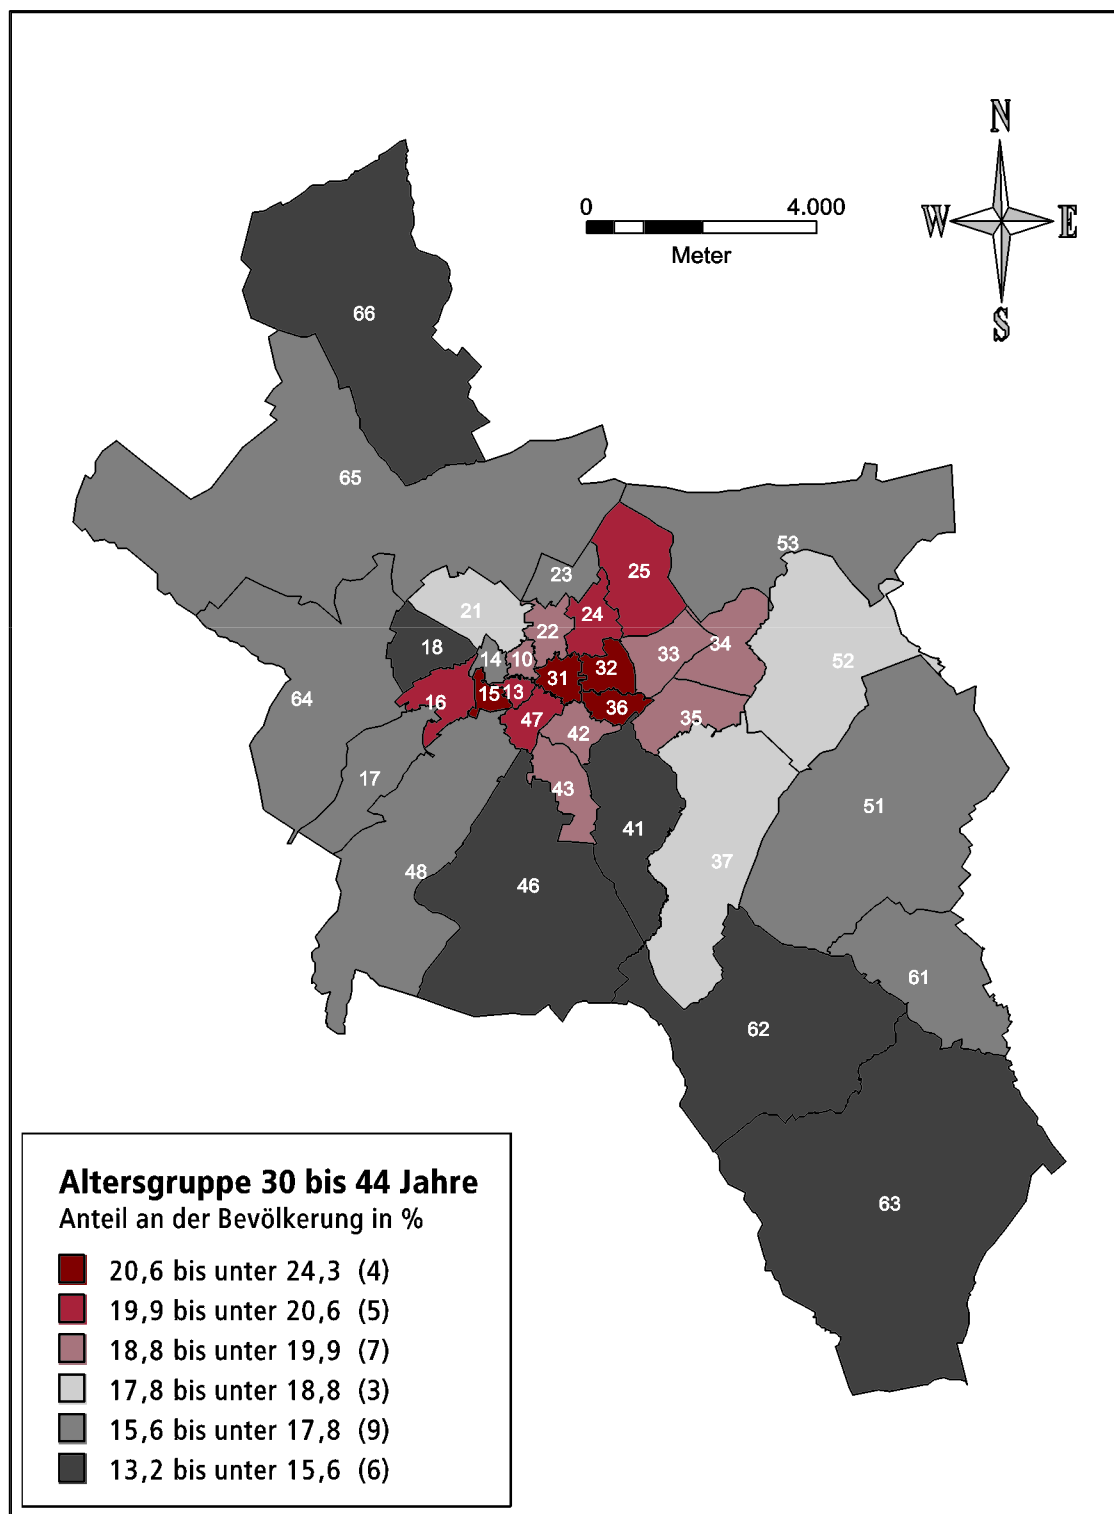 N
0 4.000
W E
Meter
S
66
65
53
23
25
21
24
22
34
18
14
10
33
52
31
32
15
13
64
16
36
47
35
42
17
43
51
41
37
48
46
61
62
63
Altersgruppe 30 bis 44 Jahre
Anteil an der Bevölkerung in %
20,6 bis unter 24,3 (4)
19,9 bis unter 20,6 (5)
18,8 bis unter 19,9 (7)
17,8 bis unter 18,8 (3)
15,6 bis unter 17,8 (9)
13,2 bis unter 15,6 (6)